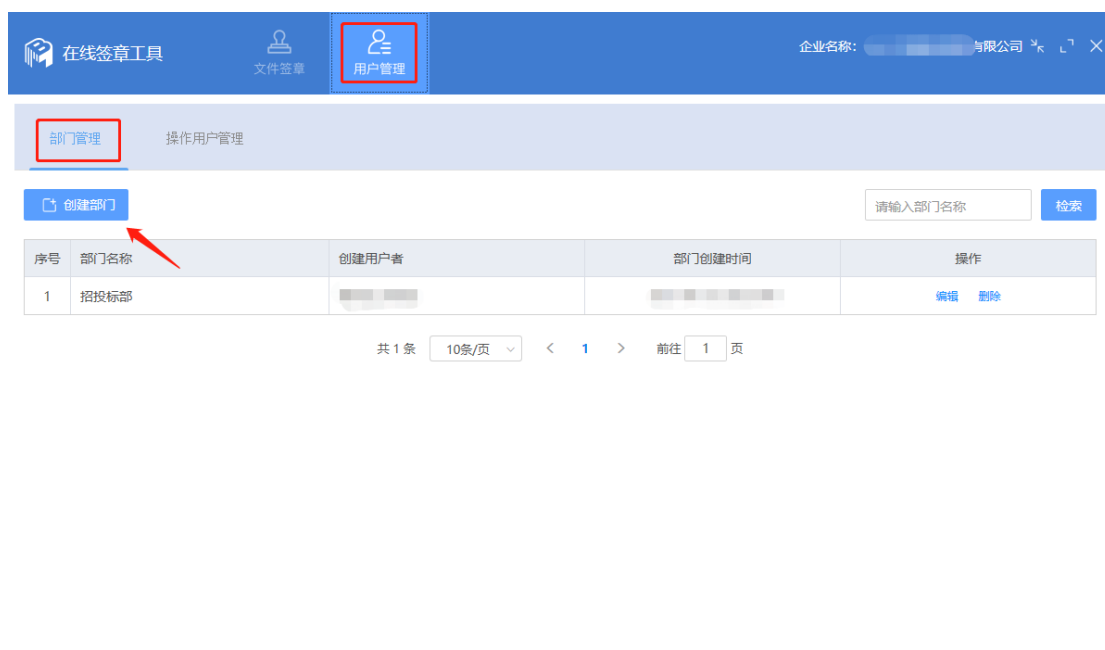 在线签章工具
文件签章
用户管理
企业名称：
有限公司
部门管理
操作用户管理
创建部门
请输入部门名称
检索
序号 部门名称 创建用户者 部门创建时间 操作
1 招投标部 编辑 删除
共 1 条 10条/页 1 前往 1 页